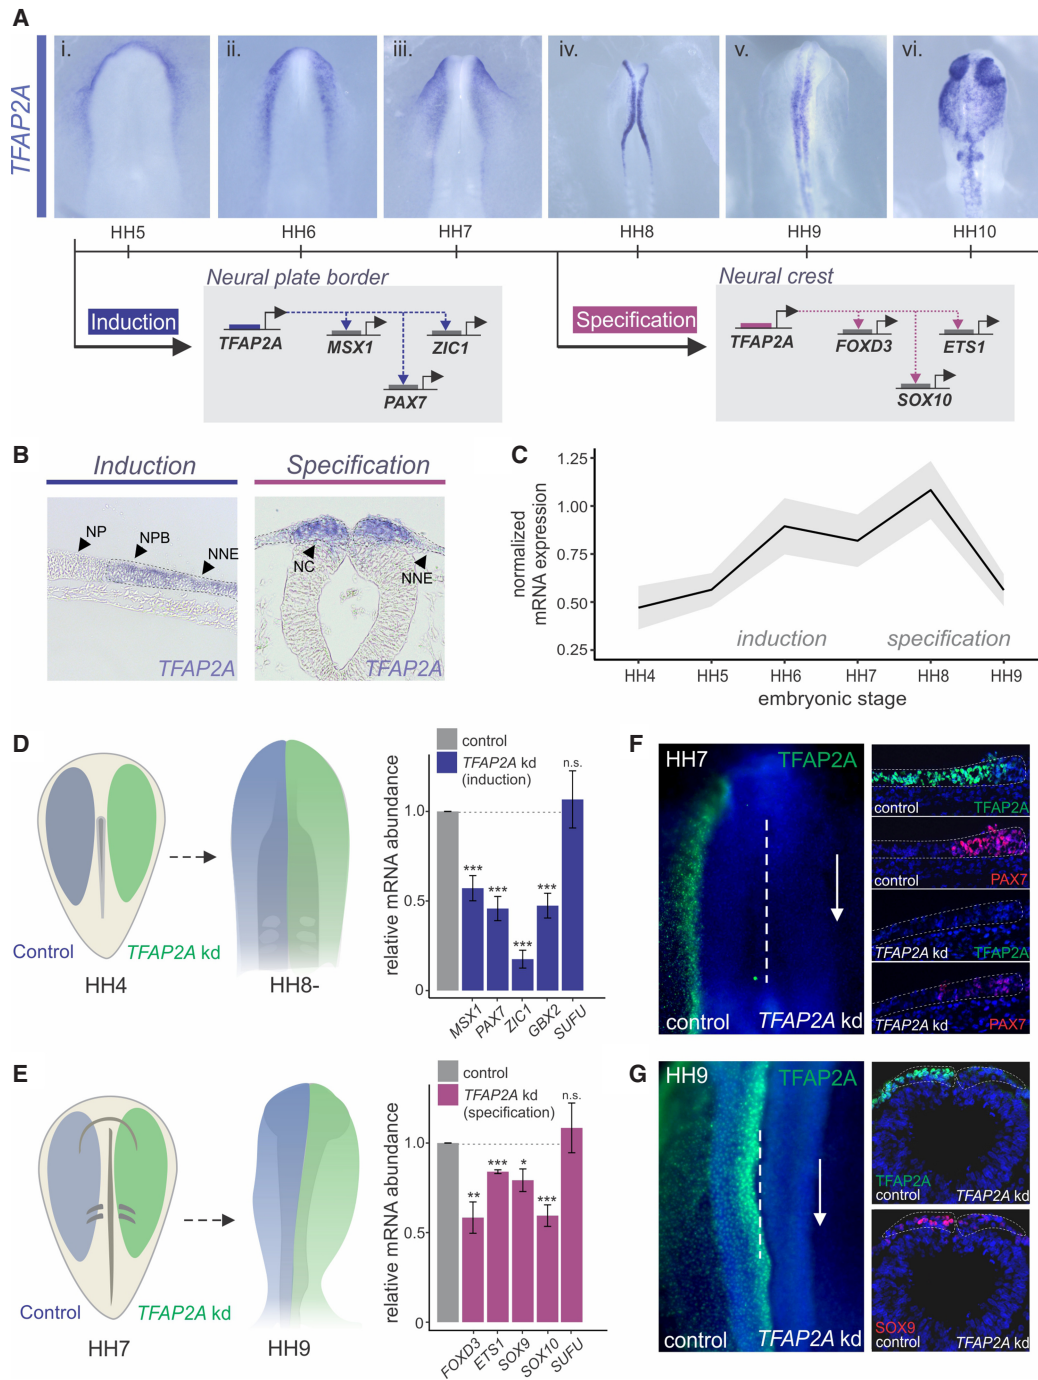 A
TFAP2A
i.
ii.
iii.
iv.
v.
vi.
HH5
HH6
HH7
HH8
HH9
HH10
Neural plate border
Induction
TFAP2A
MSX1
ZIC1
PAX7
Neural crest
Specification
TFAP2A
FOXD3
ETS1
SOX10
B
Induction
Specification
NP
NPB
NNE
TFAP2A
NC
NNE
TFAP2A
C
normalized
mRNA expression
1.25
1.00
0.75
0.50
0.25
induction
specification
HH4
HH5
HH6
HH7
HH8
HH9
embryonic stage
D
Control
TFAP2A kd
HH4
HH8-
control
TFAP2A kd
(induction)
relative mRNA abundance
1.0
0.5
0
***
***
***
***
n.s.
MSX1
PAX7
ZIC1
GBX2
SUFU
E
Control
TFAP2A kd
HH7
HH9
control
TFAP2A kd
(specification)
relative mRNA abundance
1.0
0.5
0
**
***
*
***
n.s.
FOXD3
ETS1
SOX9
SOX10
SUFU
F
HH7
TFAP2A
control
TFAP2A kd
control
TFAP2A
control
PAX7
TFAP2A kd
TFAP2A
TFAP2A kd
PAX7
G
HH9
TFAP2A
control
TFAP2A kd
TFAP2A
control
TFAP2A kd
SOX9
control
TFAP2A kd